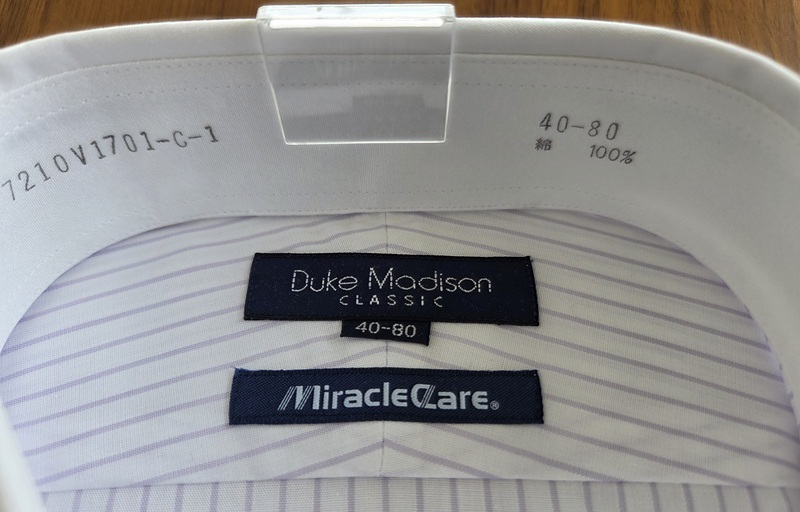 7210V1701-C-1
40-80
綿 100%
Duke Madison
CLASSIC
40-80
MiracleCare®